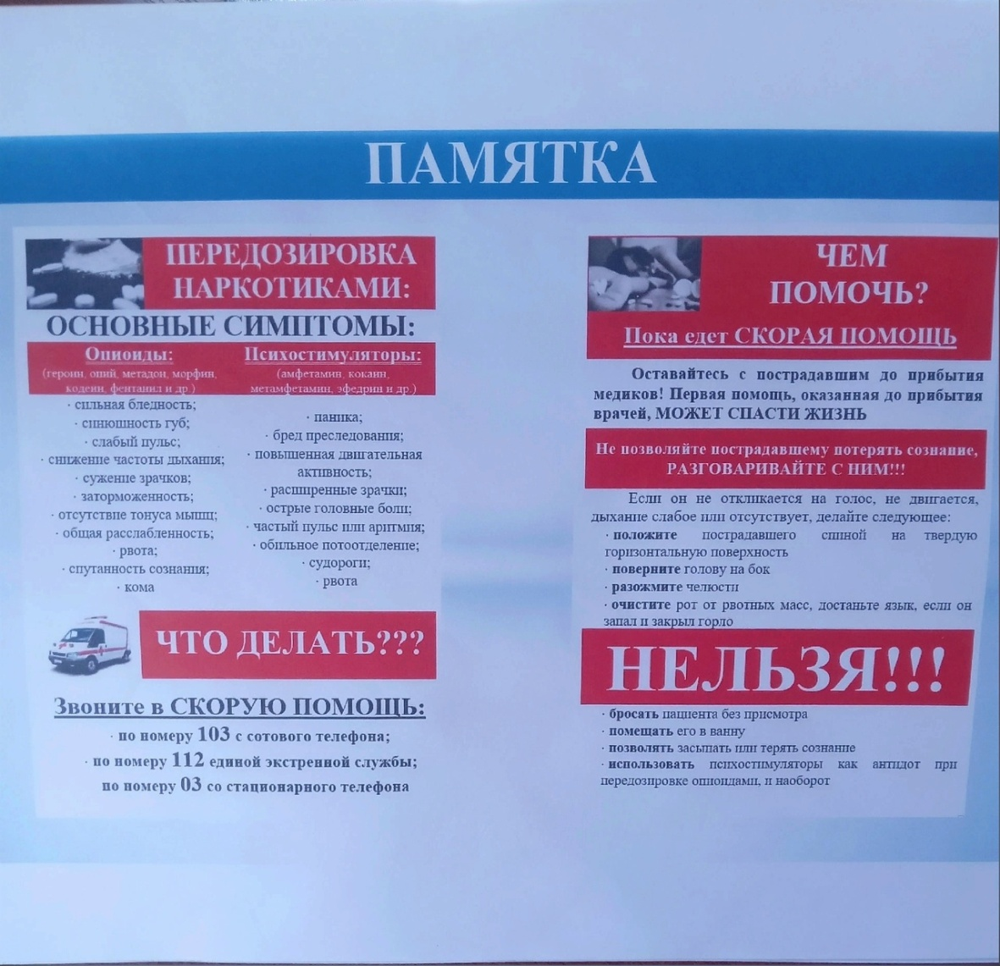 ПАМЯТКА
ПЕРЕДОЗИРОВКА
НАРКОТИКАМИ:
ОСНОВНЫЕ СИМПТОМЫ:
Опиоиды:
(героин, опий, метадон, морфин,
кодеин, фентанил и др.)
· сильная бледность;
· синюшность губ;
· слабый пульс;
· снижение частоты дыхания;
· сужение зрачков;
· заторможенность;
· отсутствие тонуса мышц;
· общая расслабленность;
· рвота;
· спутанность сознания;
· кома
Психостимуляторы:
(амфетамин, кокаин,
метамфетамин, эфедрин и др.)
· паника;
· бред преследования;
· повышенная двигательная
активность;
· расширенные зрачки;
· острые головные боли;
· частый пульс или аритмия;
· обильное потоотделение;
· судороги;
· рвота
ЧТО ДЕЛАТЬ???
Звоните в СКОРУЮ ПОМОЩЬ:
· по номеру 103 с сотового телефона;
· по номеру 112 единой экстренной службы;
по номеру 03 со стационарного телефона
ЧЕМ
ПОМОЧЬ?
Пока едет СКОРАЯ ПОМОЩЬ
Оставайтесь с пострадавшим до прибытия
медиков! Первая помощь, оказанная до прибытия
врачей, МОЖЕТ СПАСТИ ЖИЗНЬ
Не позволяйте пострадавшему потерять сознание,
РАЗГОВАРИВАЙТЕ С НИМ!!!
Если он не откликается на голос, не двигается,
дыхание слабое или отсутствует, делайте следующее:
· положите пострадавшего спиной на твердую
горизонтальную поверхность
· поверните голову на бок
· разожмите челюсти
· очистите рот от рвотных масс, достаньте язык, если он
запал и закрыл горло
НЕЛЬЗЯ!!!
· бросать пациента без присмотра
· помещать его в ванну
· позволять засыпать или терять сознание
· использовать психостимуляторы как антидот при
передозировке опиоидами, и наоборот